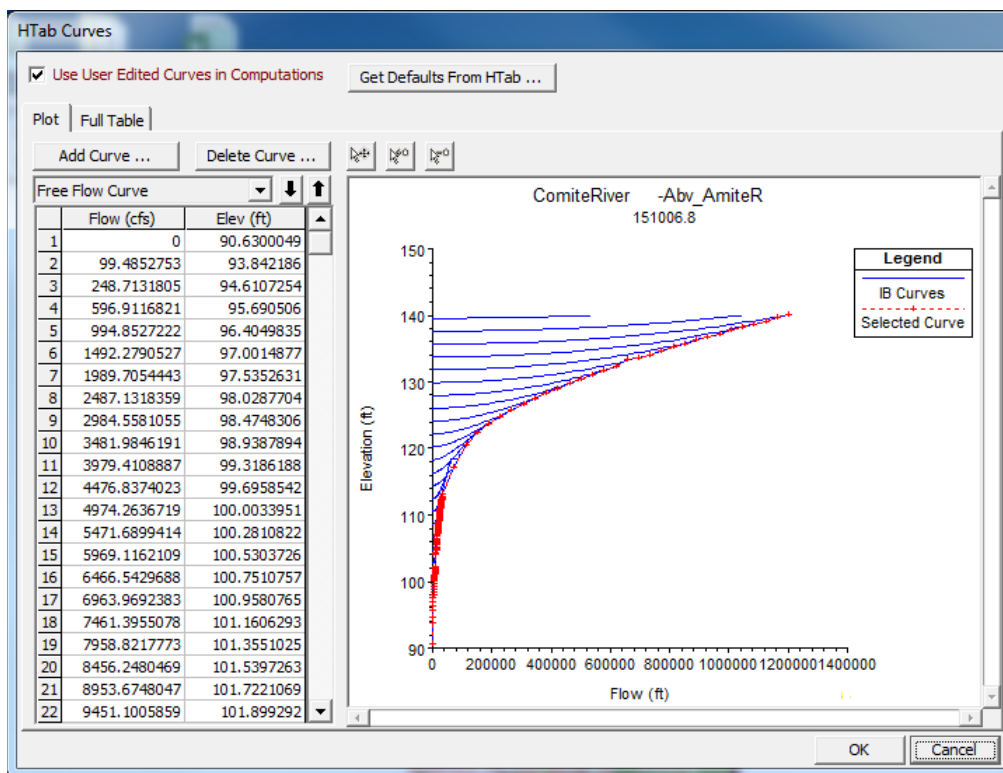 HTab Curves
Use User Edited Curves in Computations
Get Defaults From HTab ...
Plot
Full Table
Add Curve ...
Delete Curve ...
Free Flow Curve
Flow (cfs) Elev (ft)
1 0 90.6300049
2 99.4852753 93.842186
3 248.7131805 94.6107254
4 596.9116821 95.690506
5 994.8527222 96.4049835
6 1492.2790527 97.0014877
7 1989.7054443 97.5352631
8 2487.1318359 98.0287704
9 2984.5581055 98.4748306
10 3481.9846191 98.9387894
11 3979.4108887 99.3186188
12 4476.8374023 99.6958542
13 4974.2636719 100.0033951
14 5471.6899414 100.2810822
15 5969.1162109 100.5303726
16 6466.5429688 100.7510757
17 6963.9692383 100.9580765
18 7461.3955078 101.1606293
19 7958.8217773 101.3551025
20 8456.2480469 101.5397263
21 8953.6748047 101.7221069
22 9451.1005859 101.899292
ComiteRiver -Abv_AmiteR
151006.8
Legend
IB Curves
Selected Curve
Elevation (ft)
150
140
130
120
110
100
90
0 200000 400000 600000 800000 1000000 1200000 1400000
Flow (ft)
OK
Cancel